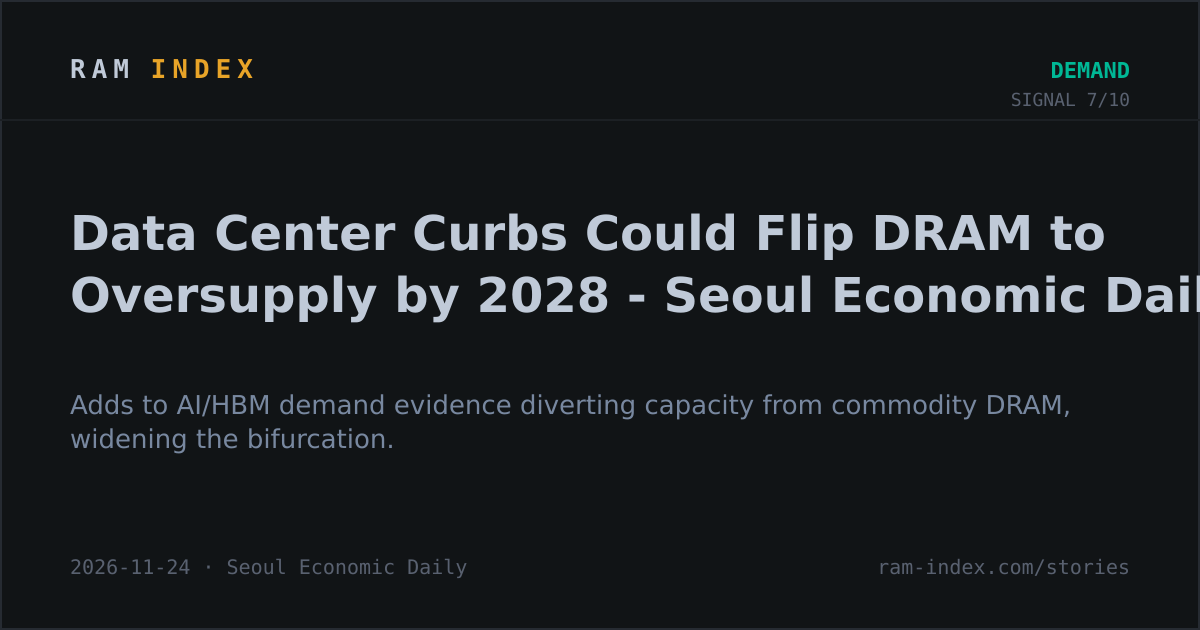 RAM INDEX
DEMAND
SIGNAL 7/10
Data Center Curbs Could Flip DRAM to
Oversupply by 2028 - Seoul Economic Dail
Adds to AI/HBM demand evidence diverting capacity from commodity DRAM,
widening the bifurcation.
2026-11-24 · Seoul Economic Daily
ram-index.com/stories